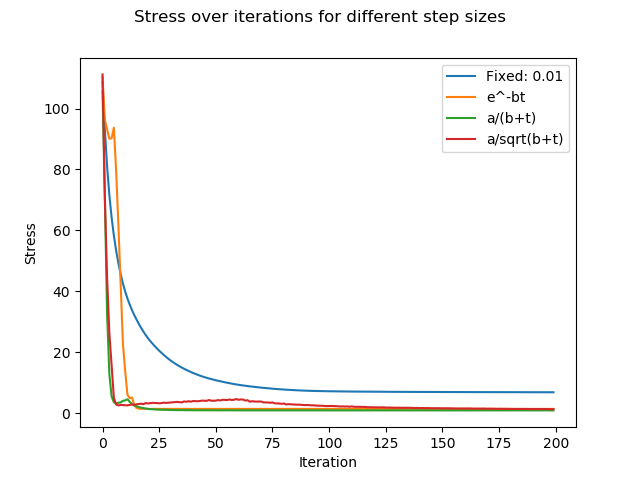 Stress over iterations for different step sizes
Fixed: 0.01
e^-bt
a/(b+t)
a/sqrt(b+t)
100
80
60
40
20
0
Stress
0 25 50 75 100 125 150 175 200
Iteration